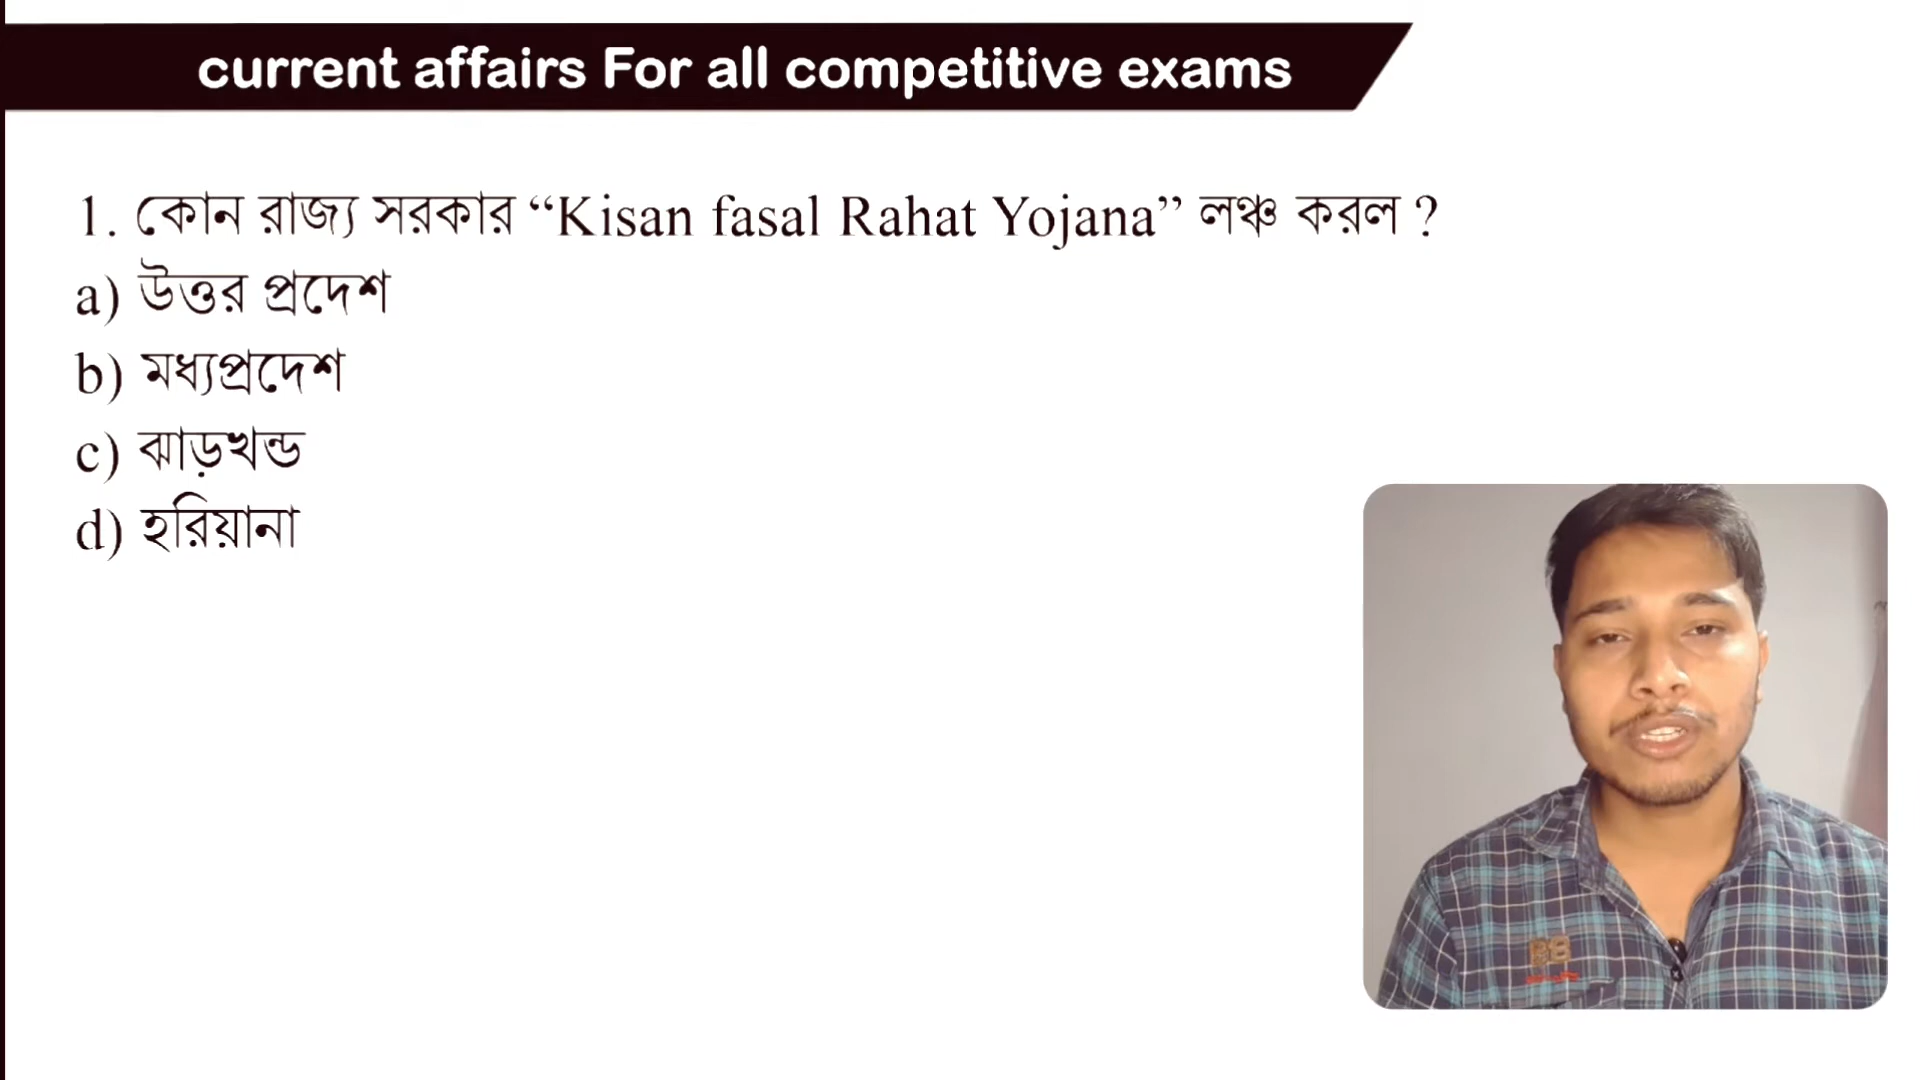 current affairs For all competitive exams
1. কোন রাজ্য সরকার “Kisan fasal Rahat Yojana” লঞ্চ করল ?
a) উত্তর প্রদেশ
b) মধ্যপ্রদেশ
c) ঝাড়খন্ড
d) হরিয়ানা